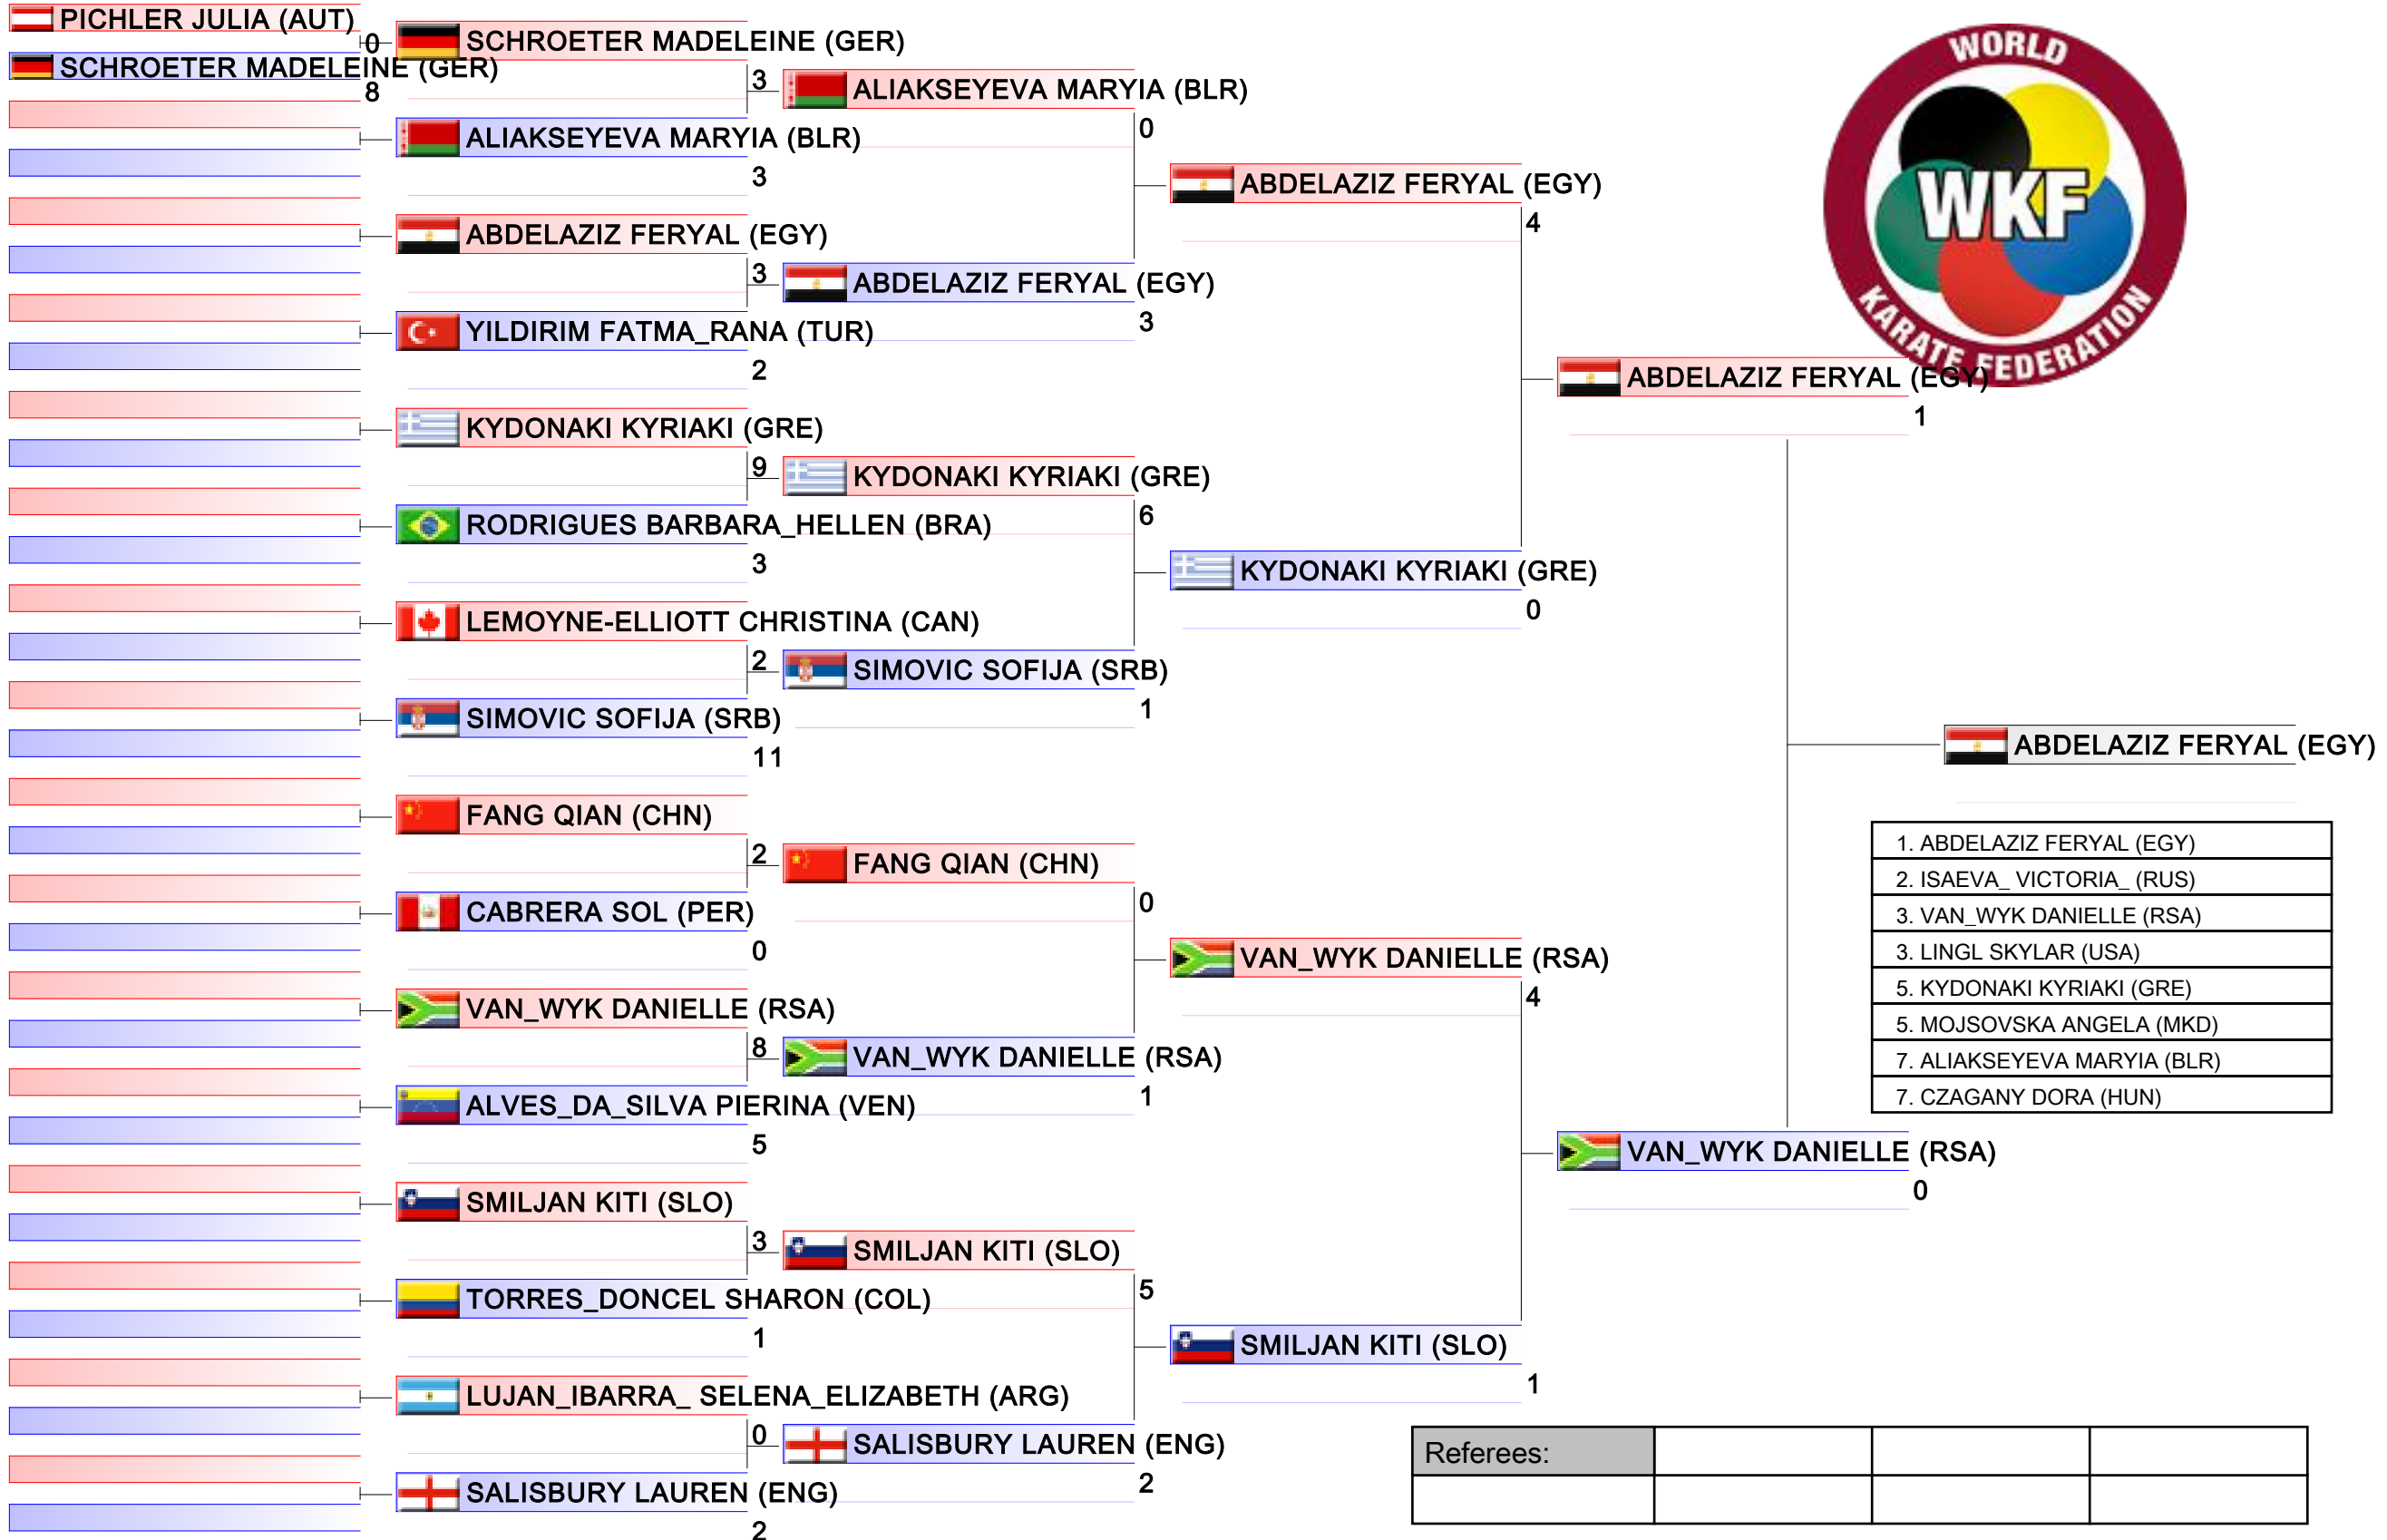 PICHLER JULIA (AUT)
0
SCHROETER MADELEINE (GER)
8
SCHROETER MADELEINE (GER)
3
ALIAKSEYEVA MARYIA (BLR)
3
ABDELAZIZ FERYAL (EGY)
3
YILDIRIM FATMA_RANA (TUR)
2
KYDONAKI KYRIAKI (GRE)
9
RODRIGUES BARBARA_HELLEN (BRA)
3
LEMOYNE-ELLIOTT CHRISTINA (CAN)
2
SIMOVIC SOFIJA (SRB)
11
FANG QIAN (CHN)
2
CABRERA SOL (PER)
0
VAN_WYK DANIELLE (RSA)
8
ALVES_DA_SILVA PIERINA (VEN)
5
SMILJAN KITI (SLO)
3
TORRES_DONCEL SHARON (COL)
1
LUJAN_IBARRA_ SELENA_ELIZABETH (ARG)
0
SALISBURY LAUREN (ENG)
2
ALIAKSEYEVA MARYIA (BLR)
0
ABDELAZIZ FERYAL (EGY)
3
KYDONAKI KYRIAKI (GRE)
6
SIMOVIC SOFIJA (SRB)
1
FANG QIAN (CHN)
0
VAN_WYK DANIELLE (RSA)
1
SMILJAN KITI (SLO)
5
SALISBURY LAUREN (ENG)
2
ABDELAZIZ FERYAL (EGY)
4
KYDONAKI KYRIAKI (GRE)
0
VAN_WYK DANIELLE (RSA)
4
SMILJAN KITI (SLO)
1
ABDELAZIZ FERYAL (EGY)
1
VAN_WYK DANIELLE (RSA)
0
ABDELAZIZ FERYAL (EGY)
WORLD
WKF
KARATE FEDERATION
1. ABDELAZIZ FERYAL (EGY)
2. ISAEVA_ VICTORIA_ (RUS)
3. VAN_WYK DANIELLE (RSA)
3. LINGL SKYLAR (USA)
5. KYDONAKI KYRIAKI (GRE)
5. MOJSOVSKA ANGELA (MKD)
7. ALIAKSEYEVA MARYIA (BLR)
7. CZAGANY DORA (HUN)
Referees: